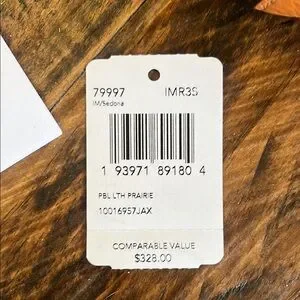 79997 IMR3S
IM/Sedona
1 93971 89180 4
PBL LTH PRAIRIE
10016957JAX
COMPARABLE VALUE
$328.00